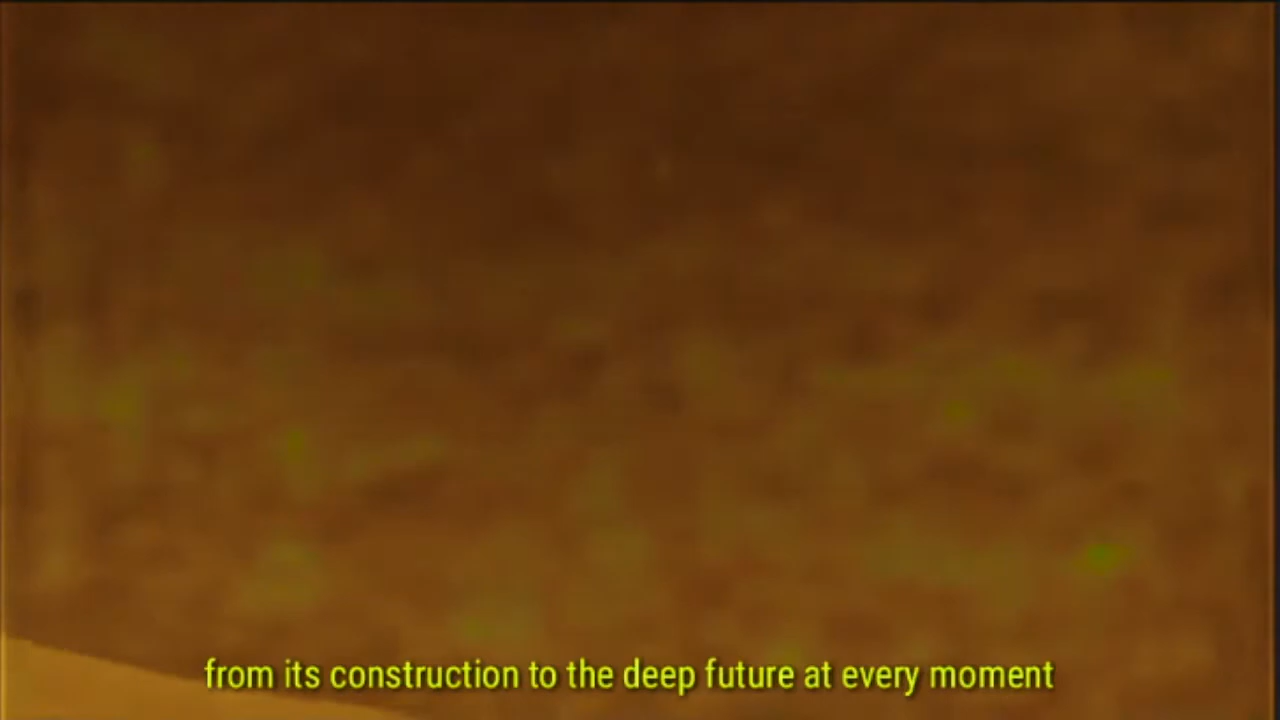 from its construction to the deep future at every moment